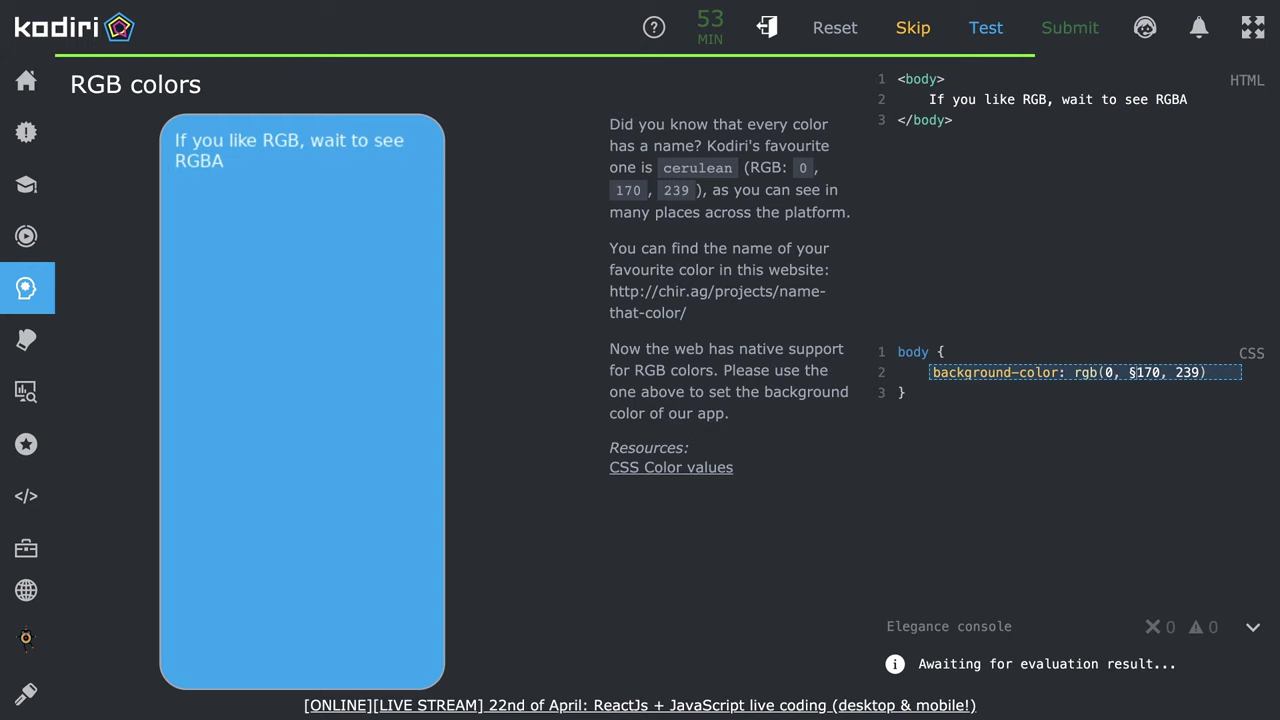 kodiri
53
MIN
Reset
Skip
Test
Submit
RGB colors
If you like RGB, wait to see
RGBA
Did you know that every color
has a name? Kodiri's favourite
one is cerulean (RGB: 0,
170, 239), as you can see in
many places across the platform.
You can find the name of your
favourite color in this website:
http://chir.ag/projects/name-
that-color/
Now the web has native support
for RGB colors. Please use the
one above to set the background
color of our app.
Resources:
CSS Color values
HTML
1 <body>
2 If you like RGB, wait to see RGBA
3 </body>
CSS
1 body {
2 background-color: rgb(0, §170, 239)
3 }
Elegance console
0
0
Awaiting for evaluation result...
[ONLINE][LIVE STREAM] 22nd of April: ReactJs + JavaScript live coding (desktop & mobile!)